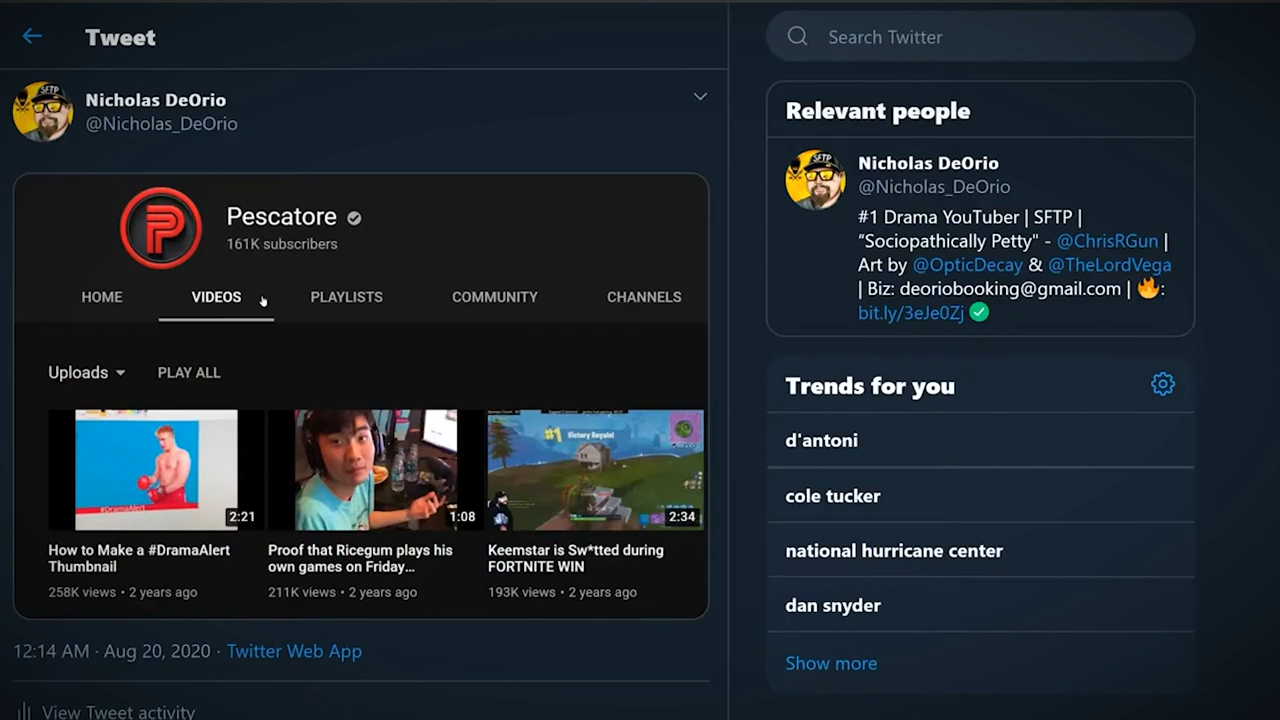 Tweet
Nicholas DeOrio
@Nicholas_DeOrio
Pescatore
161K subscribers
HOME VIDEOS PLAYLISTS COMMUNITY CHANNELS
Uploads PLAY ALL
#DramaAlert
2:21
1:08
#1 Victory Royale!
2:34
How to Make a #DramaAlert
Thumbnail
258K views • 2 years ago
Proof that Ricegum plays his
own games on Friday...
211K views • 2 years ago
Keemstar is Sw*tted during
FORTNITE WIN
193K views • 2 years ago
12:14 AM · Aug 20, 2020 · Twitter Web App
View Tweet activity
Search Twitter
Relevant people
SFTP
Nicholas DeOrio
@Nicholas_DeOrio
#1 Drama YouTuber | SFTP |
“Sociopathically Petty" - @ChrisRGun |
Art by @OpticDecay & @TheLordVega
| Biz: deoriobooking@gmail.com | 🔥:
bit.ly/3eJe0Zj ✅
Trends for you
d'antoni
cole tucker
national hurricane center
dan snyder
Show more